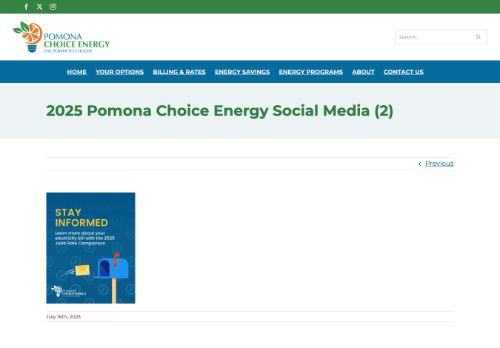 POMONA
CHOICE ENERGY
THE POWER TO CHOOSE
Search...
HOME YOUR OPTIONS BILLING & RATES ENERGY SAVINGS ENERGY PROGRAMS ABOUT CONTACT US
2025 Pomona Choice Energy Social Media (2)
Previous
STAY
INFORMED
Learn more about your
electricity bill with the 2025
Joint Rate Comparison
POMONA
CHOICE ENERGY
July 16th, 2025